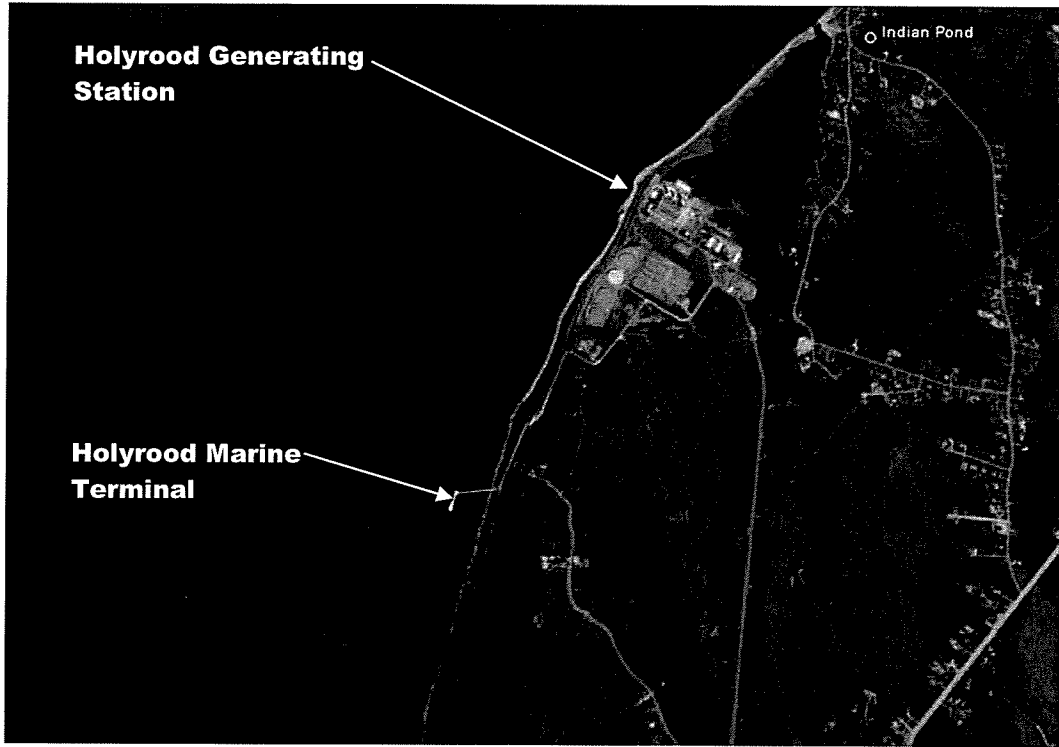 Indian Pond
Holyrood Generating
Station
Holyrood Marine
Terminal